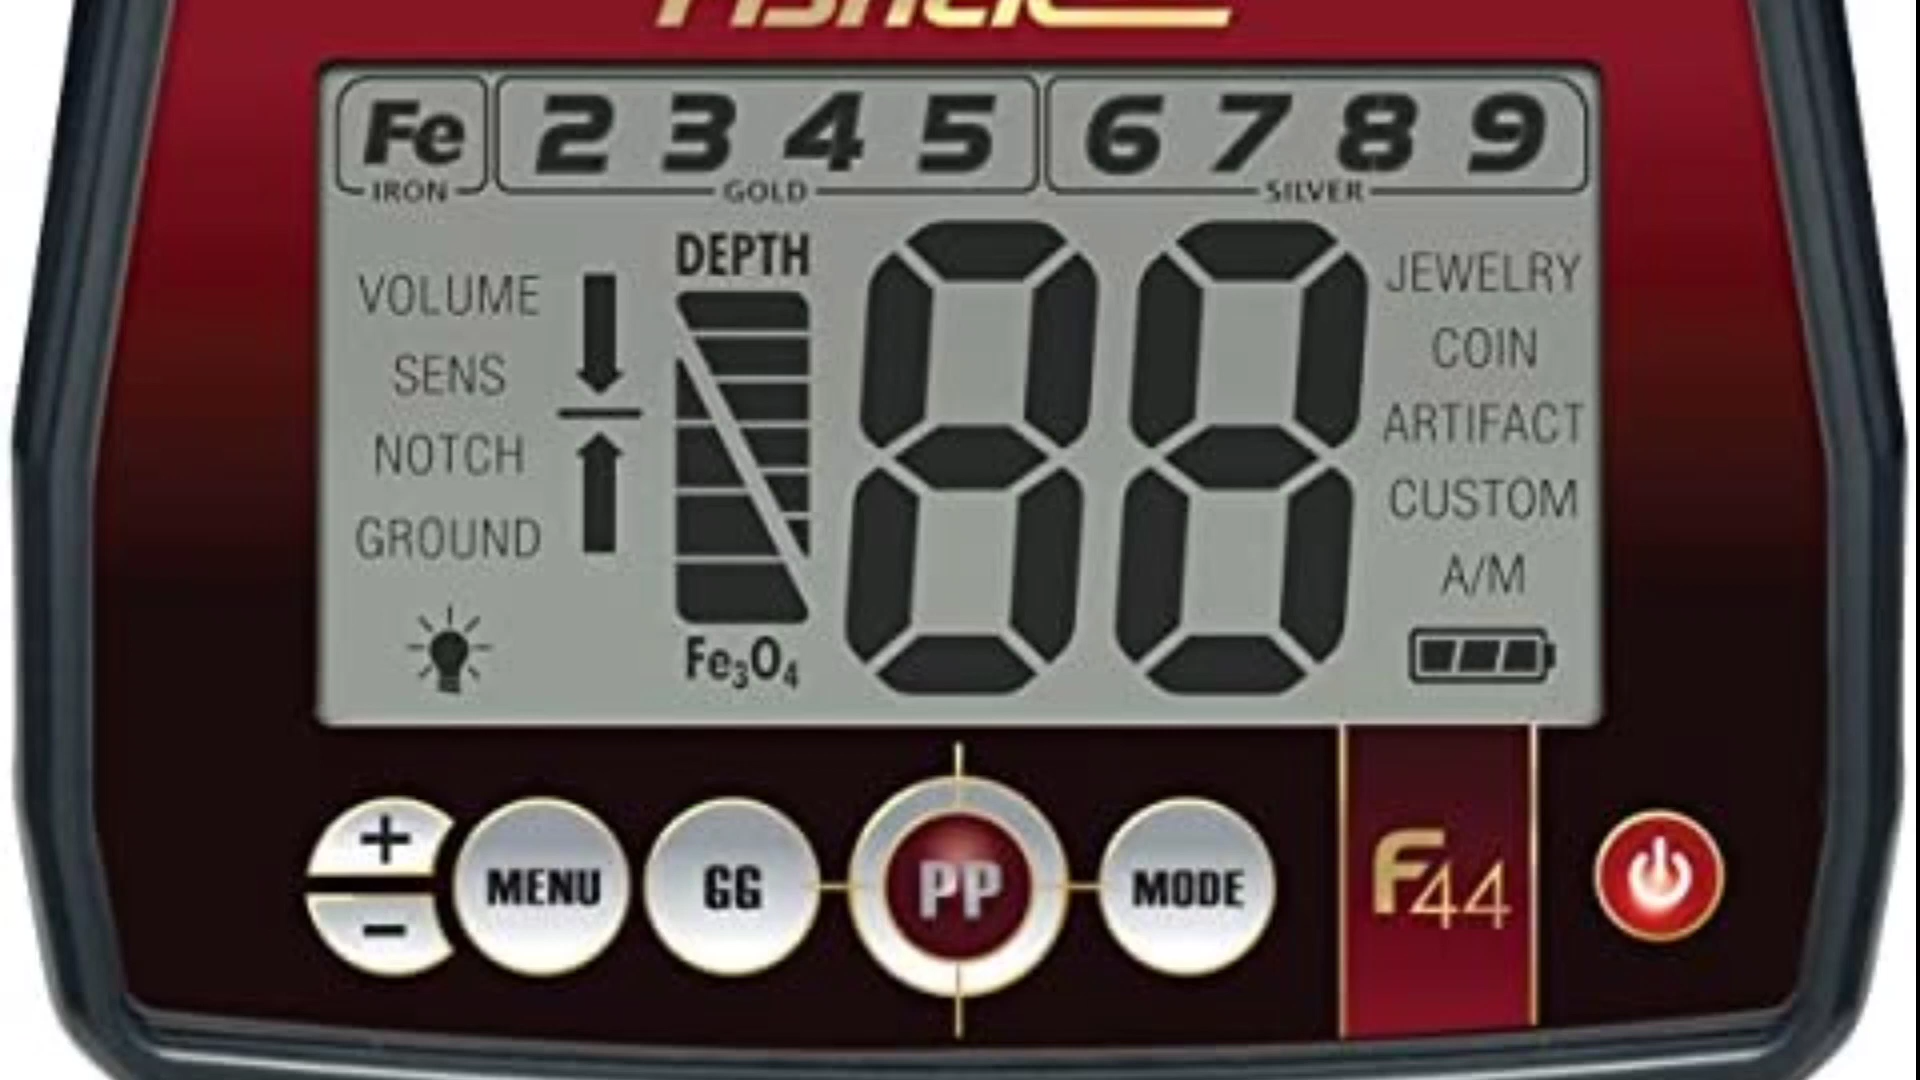 FISHER
Fe 2 3 4 5 6 7 8 9
IRON GOLD SILVER
DEPTH
VOLUME
SENS
NOTCH
GROUND
88
JEWELRY
COIN
ARTIFACT
CUSTOM
A/M
Fe₃O₄
+
-
MENU GG PP MODE F44